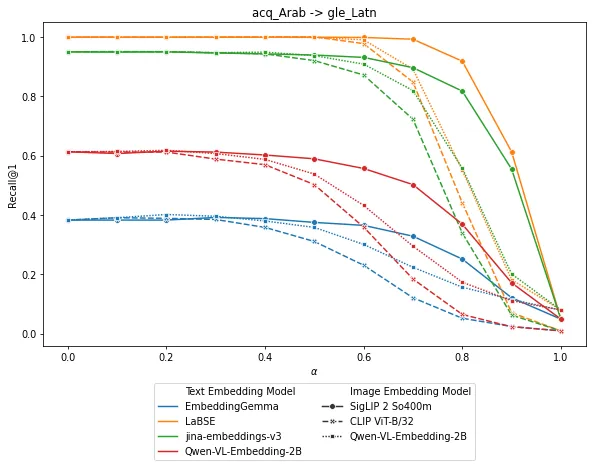 acq_Arab -> gle_Latn
1.0
0.8
0.6
0.4
0.2
0.0
Recall@1
0.0 0.2 0.4 0.6 0.8 1.0
α
Text Embedding Model Image Embedding Model
EmbeddingGemma SigLIP 2 So400m
LaBSE CLIP ViT-B/32
jina-embeddings-v3 Qwen-VL-Embedding-2B
Qwen-VL-Embedding-2B